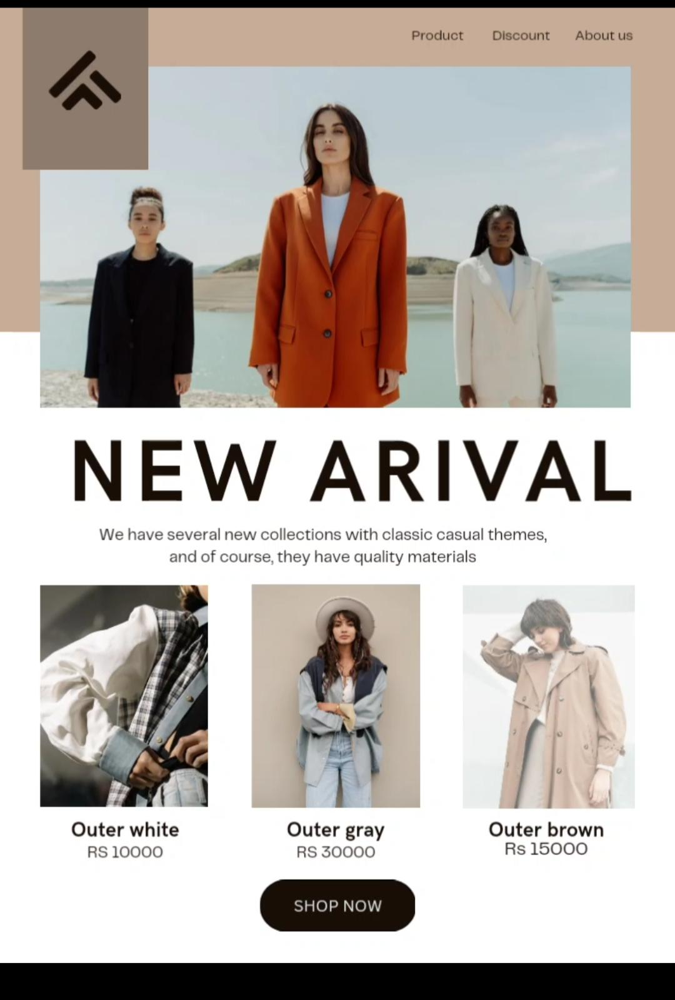 Product Discount About us
NEW ARIVAL
We have several new collections with classic casual themes,
and of course, they have quality materials
Outer white
RS 10000
Outer gray
RS 30000
Outer brown
Rs 15000
SHOP NOW